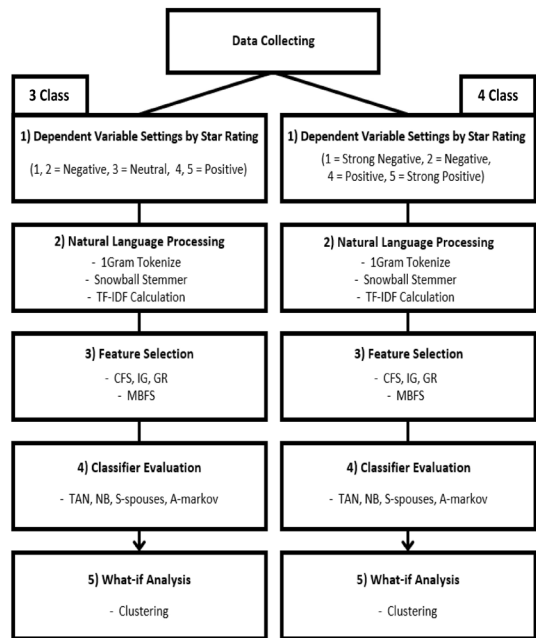 Data Collecting
3 Class
1) Dependent Variable Settings by Star Rating
(1, 2 = Negative, 3 = Neutral, 4, 5 = Positive)
2) Natural Language Processing
- 1Gram Tokenize
- Snowball Stemmer
- TF-IDF Calculation
3) Feature Selection
- CFS, IG, GR
- MBFS
4) Classifier Evaluation
- TAN, NB, S-spouses, A-markov
5) What-if Analysis
- Clustering
4 Class
1) Dependent Variable Settings by Star Rating
(1 = Strong Negative, 2 = Negative,
4 = Positive, 5 = Strong Positive)
2) Natural Language Processing
- 1Gram Tokenize
- Snowball Stemmer
- TF-IDF Calculation
3) Feature Selection
- CFS, IG, GR
- MBFS
4) Classifier Evaluation
- TAN, NB, S-spouses, A-markov
5) What-if Analysis
- Clustering